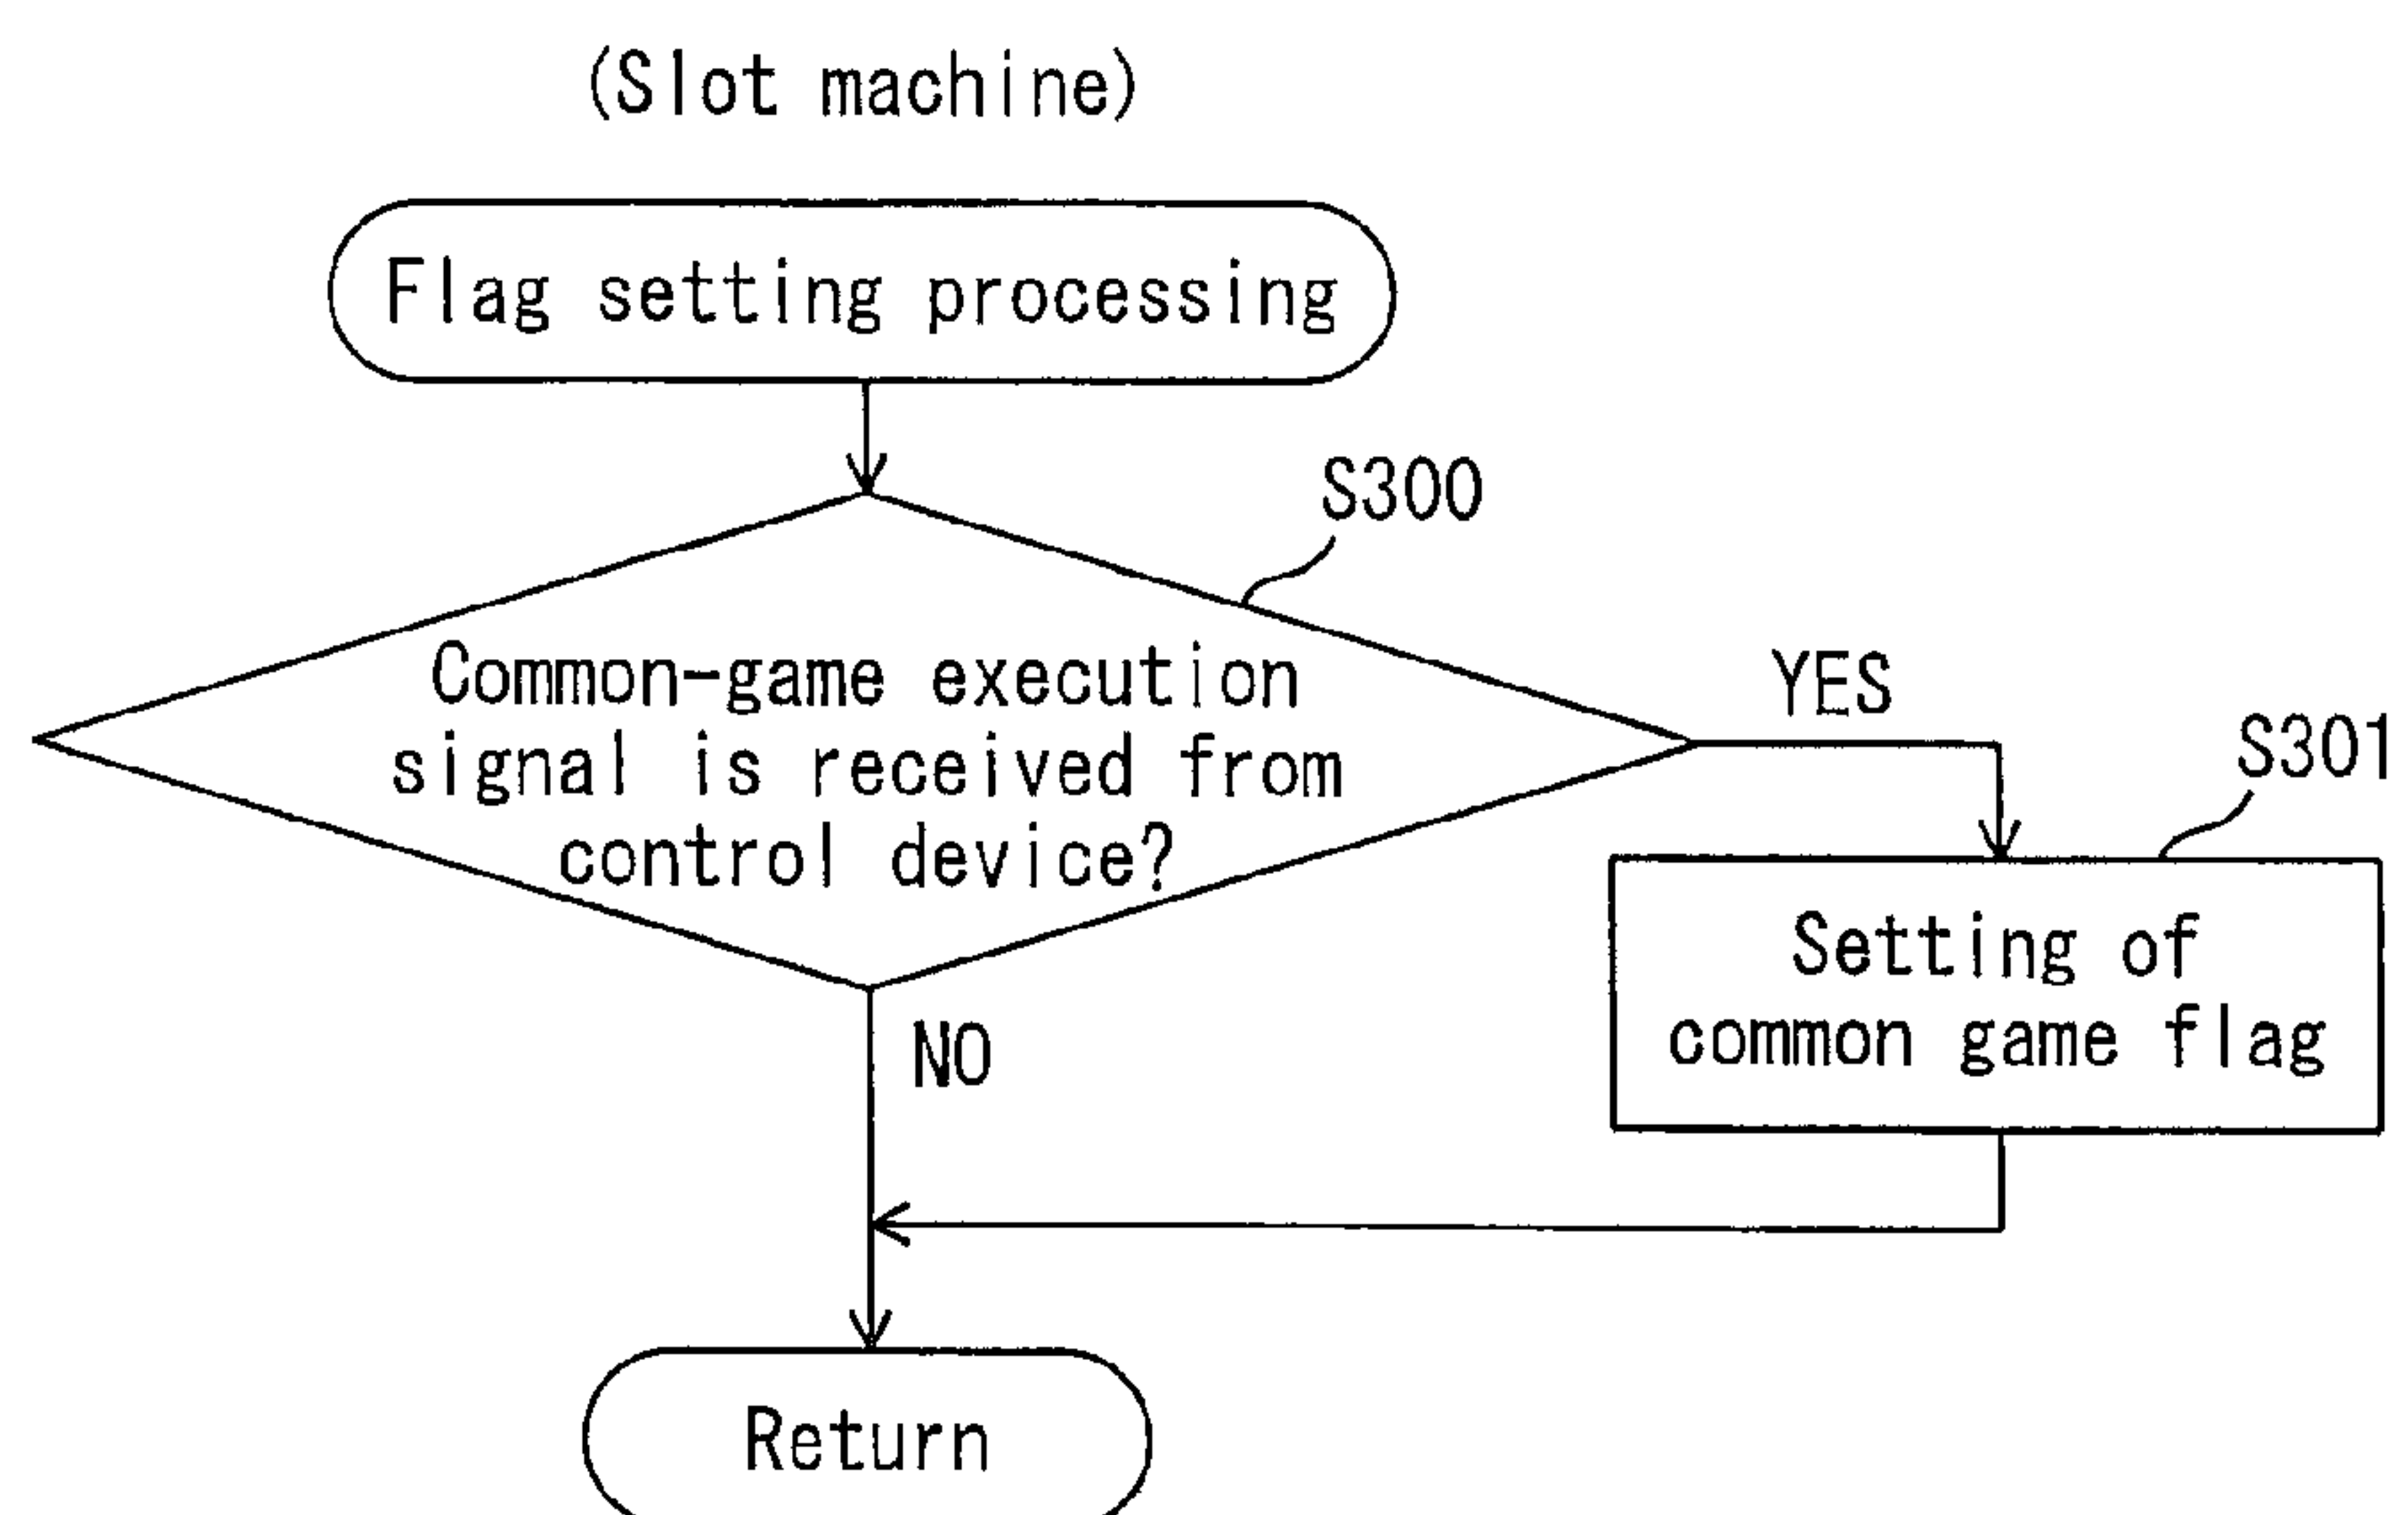 (Slot machine)
Flag setting processing
S300
Common-game execution
signal is received from
control device?
YES
S301
Setting of
common game flag
NO
Return